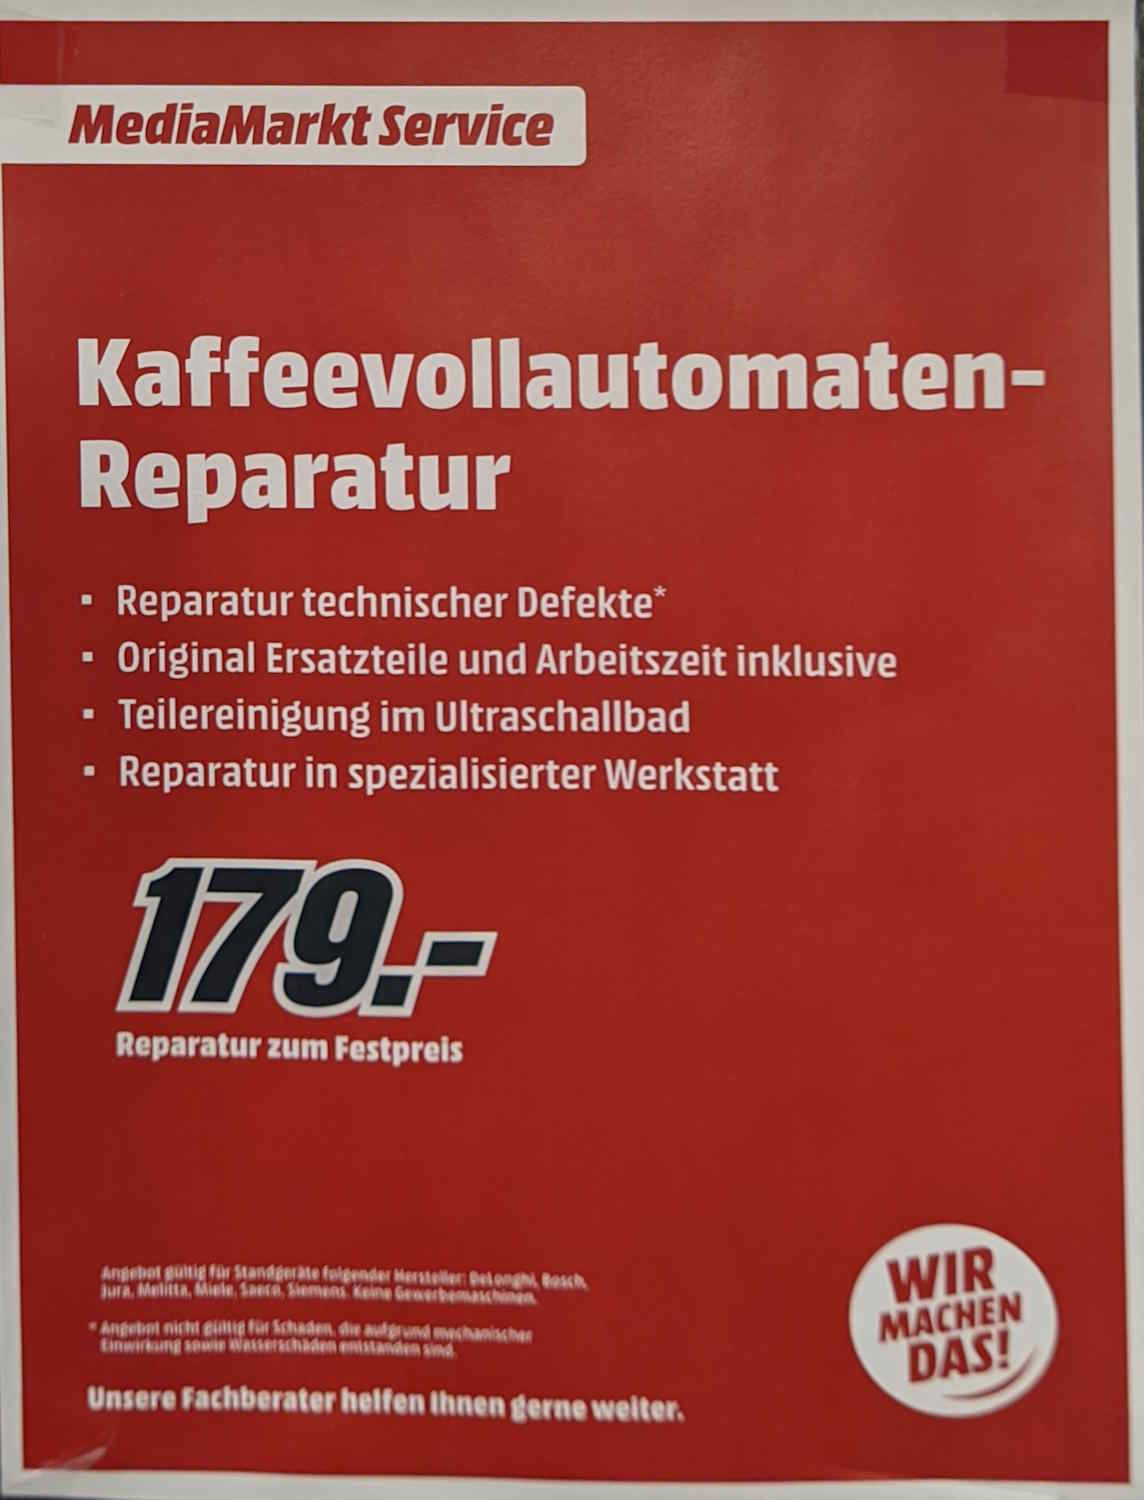 MediaMarkt Service
Kaffeevollautomaten-
Reparatur
▪ Reparatur technischer Defekte*
▪ Original Ersatzteile und Arbeitszeit inklusive
▪ Teilereinigung im Ultraschallbad
▪ Reparatur in spezialisierter Werkstatt
179.-
Reparatur zum Festpreis
Angebot gültig für Standgeräte folgender Hersteller: DeLonghi, Bosch,
Jura, Melitta, Miele, Saeco, Siemens. Keine Gewerbemaschinen.
* Angebot nicht gültig für Schäden, die aufgrund mechanischer
Einwirkung sowie Wasserschäden entstanden sind.
Unsere Fachberater helfen Ihnen gerne weiter.
WIR
MACHEN
DAS!